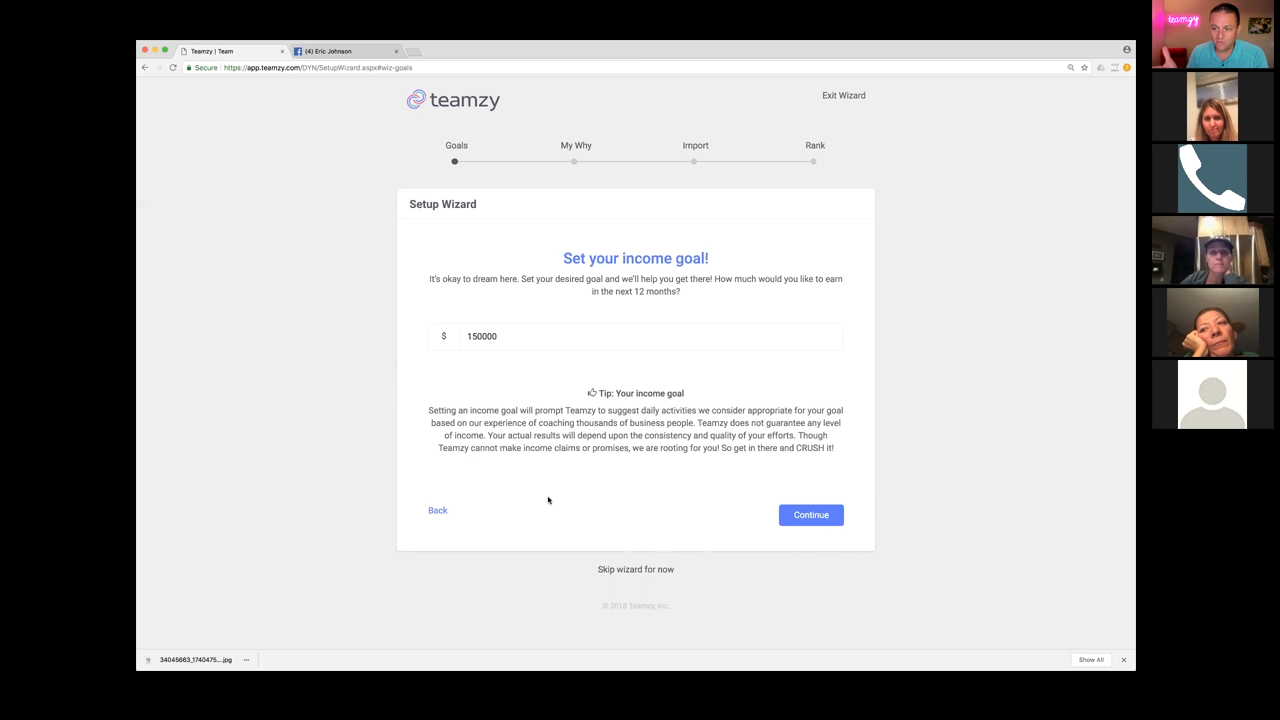 teamzy
Teamzy | Team
(4) Eric Johnson
Secure
https://app.teamzy.com/DYN/SetupWizard.aspx#wiz-goals
teamzy
Exit Wizard
Goals
My Why
Import
Rank
Setup Wizard
Set your income goal!
It's okay to dream here. Set your desired goal and we'll help you get there! How much would you like to earn
in the next 12 months?
$ 150000
Tip: Your income goal
Setting an income goal will prompt Teamzy to suggest daily activities we consider appropriate for your goal
based on our experience of coaching thousands of business people. Teamzy does not guarantee any level
of income. Your actual results will depend upon the consistency and quality of your efforts. Though
Teamzy cannot make income claims or promises, we are rooting for you! So get in there and CRUSH it!
Back
Continue
Skip wizard for now
© 2018 Teamzy, Inc.
34045663_1740475....jpg
Show All